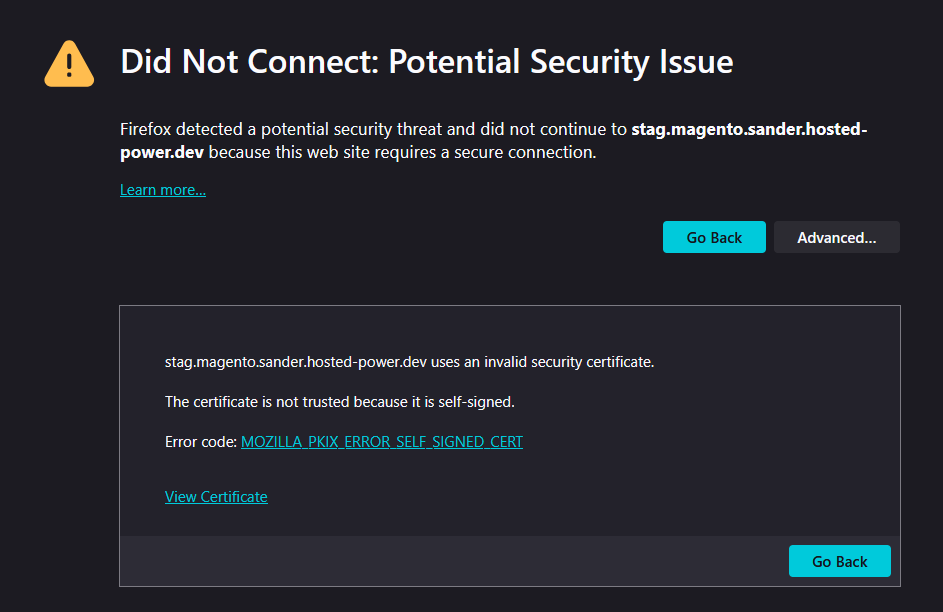 Did Not Connect: Potential Security Issue
Firefox detected a potential security threat and did not continue to stag.magento.sander.hosted-
power.dev because this web site requires a secure connection.
Learn more...
Go Back
Advanced...
stag.magento.sander.hosted-power.dev uses an invalid security certificate.
The certificate is not trusted because it is self-signed.
Error code: MOZILLA_PKIX_ERROR_SELF_SIGNED_CERT
View Certificate
Go Back